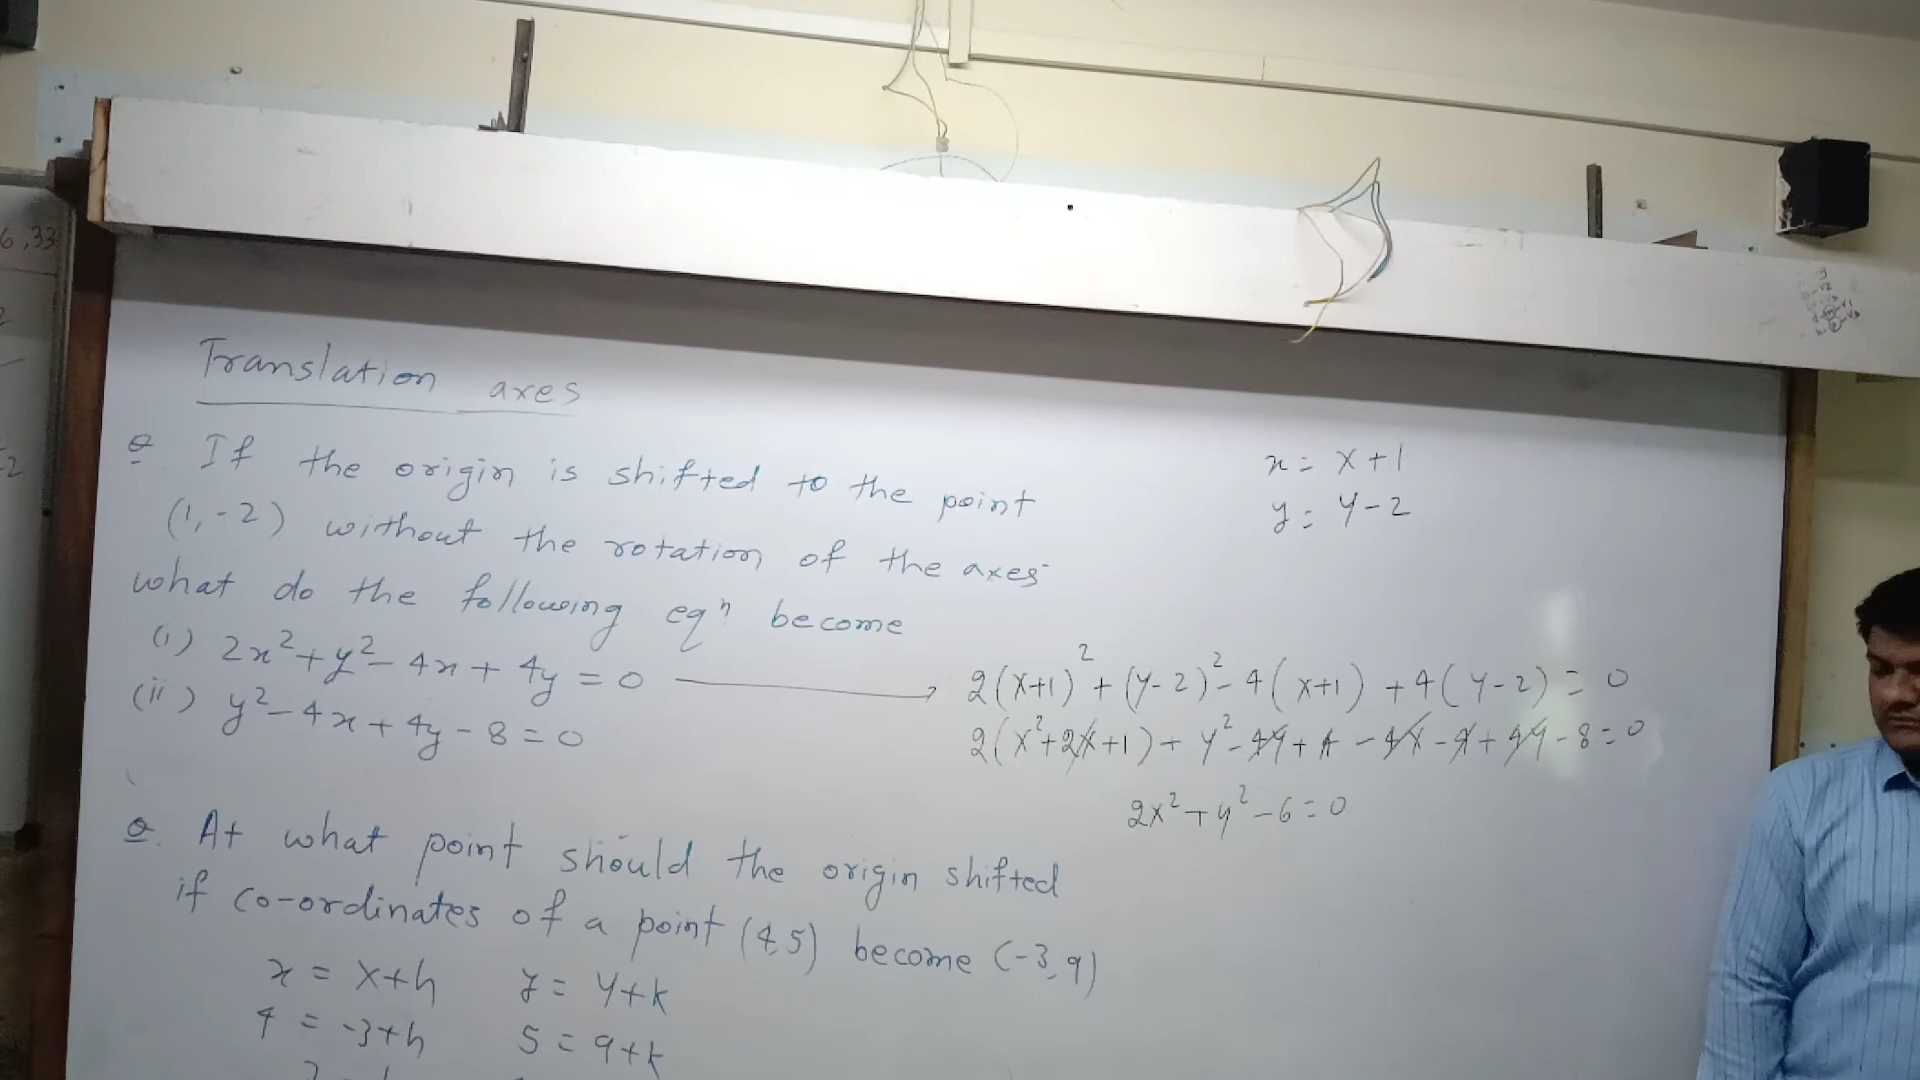 6,33
Translation axes
Q If the origin is shifted to the point
(1,-2) without the rotation of the axes
what do the following eqⁿ become
(i) 2x²+y²-4x+4y=0
(ii) y²-4x+4y-8=0
x = X+1
y = Y-2
2(X+1)²+(Y-2)²-4(X+1)+4(Y-2)=0
2(X²+2X+1)+Y²-4Y+4-4X-4+4Y-8=0
2X²+Y²-6=0
Q. At what point should the origin shifted
if co-ordinates of a point (4,5) become (-3,9)
x = X+h y = Y+k
4 = -3+h 5 = 9+k